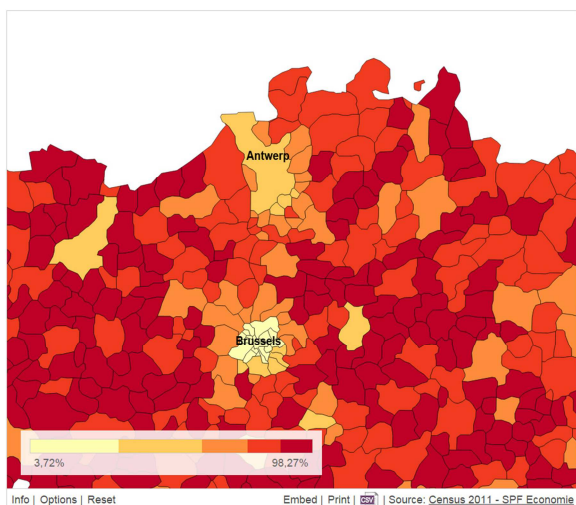 Antwerp
Brussels
3,72% 98,27%
Info | Options | Reset Embed | Print | CSV | Source: Census 2011 - SPF Economie